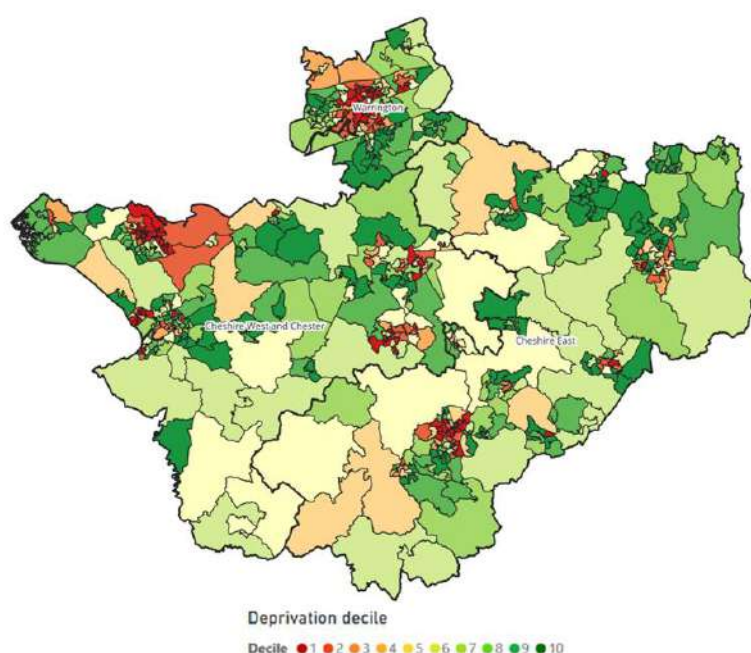 Warrington
Cheshire West and Chester
Cheshire East
Deprivation decile
Decile 1 2 3 4 5 6 7 8 9 10